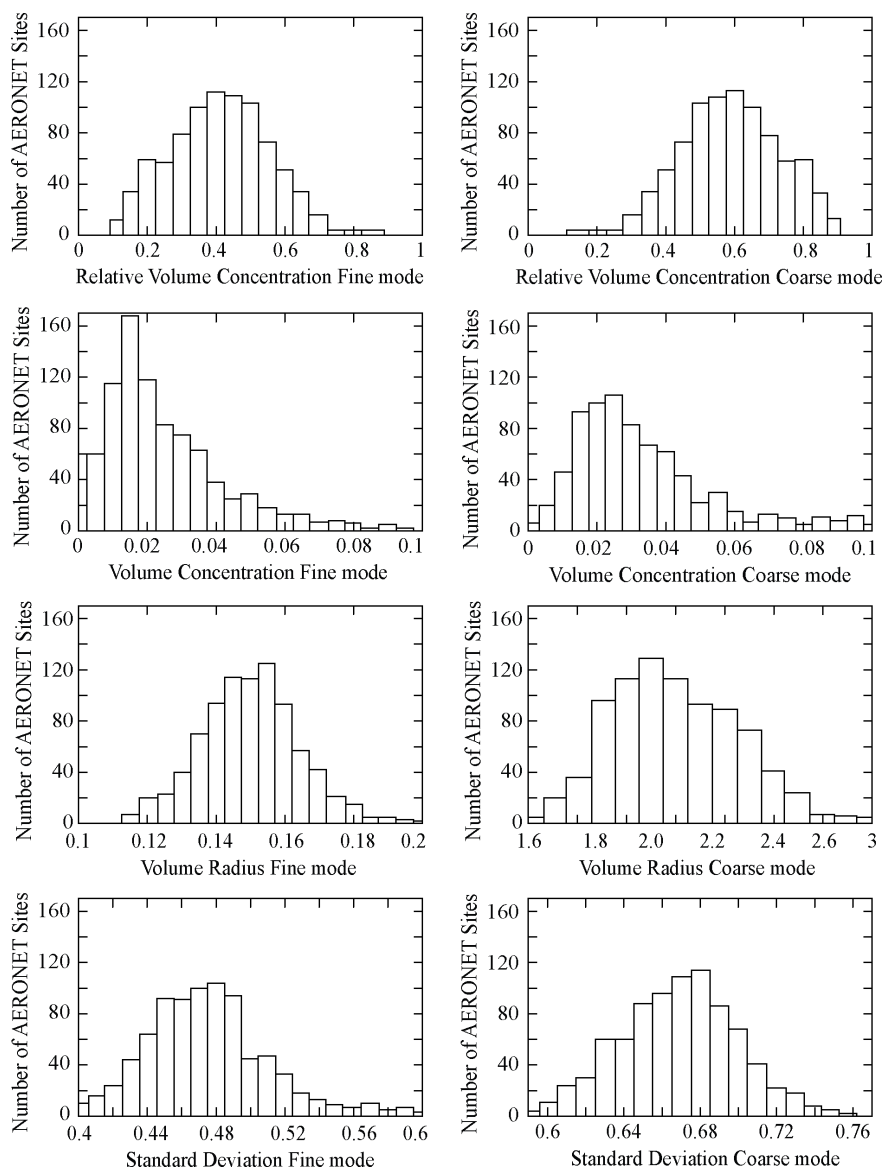 Number of AERONET Sites
160
120
80
40
0
0 0.2 0.4 0.6 0.8 1
Relative Volume Concentration Fine mode
Number of AERONET Sites
160
120
80
40
0
0 0.2 0.4 0.6 0.8 1
Relative Volume Concentration Coarse mode
Number of AERONET Sites
160
120
80
40
0
0 0.02 0.04 0.06 0.08 0.1
Volume Concentration Fine mode
Number of AERONET Sites
160
120
80
40
0
0 0.02 0.04 0.06 0.08 0.1
Volume Concentration Coarse mode
Number of AERONET Sites
160
120
80
40
0
0.1 0.12 0.14 0.16 0.18 0.2
Volume Radius Fine mode
Number of AERONET Sites
160
120
80
40
0
1.6 1.8 2.0 2.2 2.4 2.6 3
Volume Radius Coarse mode
Number of AERONET Sites
160
120
80
40
0
0.4 0.44 0.48 0.52 0.56 0.6
Standard Deviation Fine mode
Number of AERONET Sites
160
120
80
40
0
0.6 0.64 0.68 0.72 0.76
Standard Deviation Coarse mode